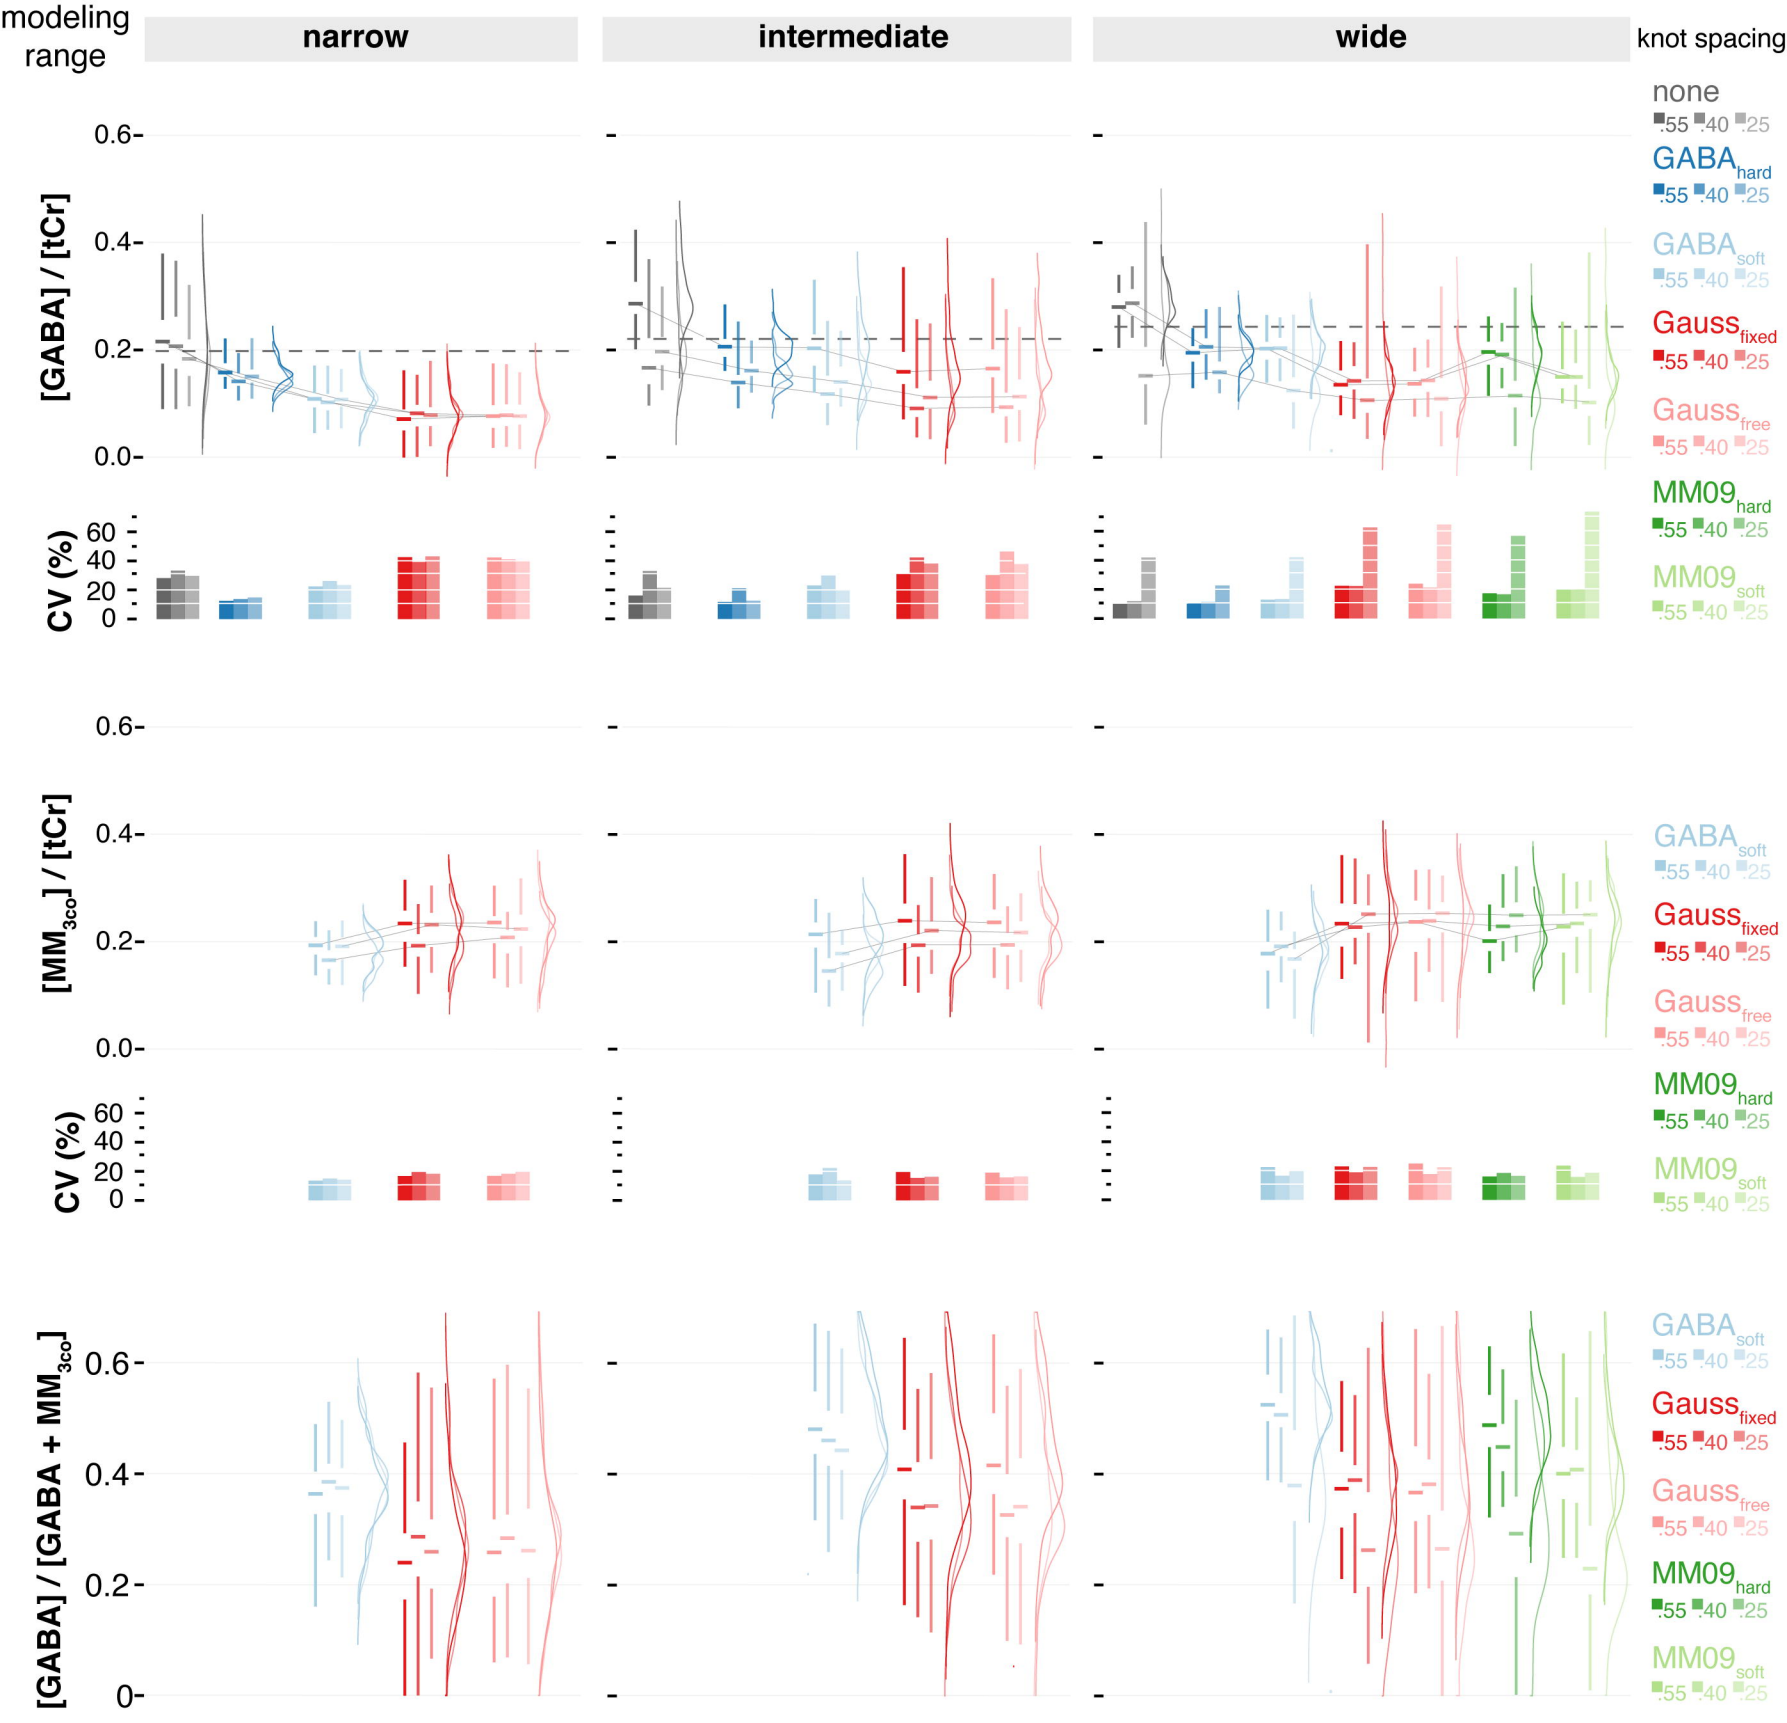 modeling range
narrow
intermediate
wide
knot spacing
[GABA] / [tCr]
0.6
0.4
0.2
0.0
CV (%)
60
40
20
0
none
.55 .40 .25
GABAhard
.55 .40 .25
GABAsoft
.55 .40 .25
Gaussfixed
.55 .40 .25
Gaussfree
.55 .40 .25
MM09hard
.55 .40 .25
MM09soft
.55 .40 .25
[MM3co] / [tCr]
0.6
0.4
0.2
0.0
CV (%)
60
40
20
0
GABAsoft
.55 .40 .25
Gaussfixed
.55 .40 .25
Gaussfree
.55 .40 .25
MM09hard
.55 .40 .25
MM09soft
.55 .40 .25
[GABA] / [GABA + MM3co]
0.6
0.4
0.2
0
GABAsoft
.55 .40 .25
Gaussfixed
.55 .40 .25
Gaussfree
.55 .40 .25
MM09hard
.55 .40 .25
MM09soft
.55 .40 .25